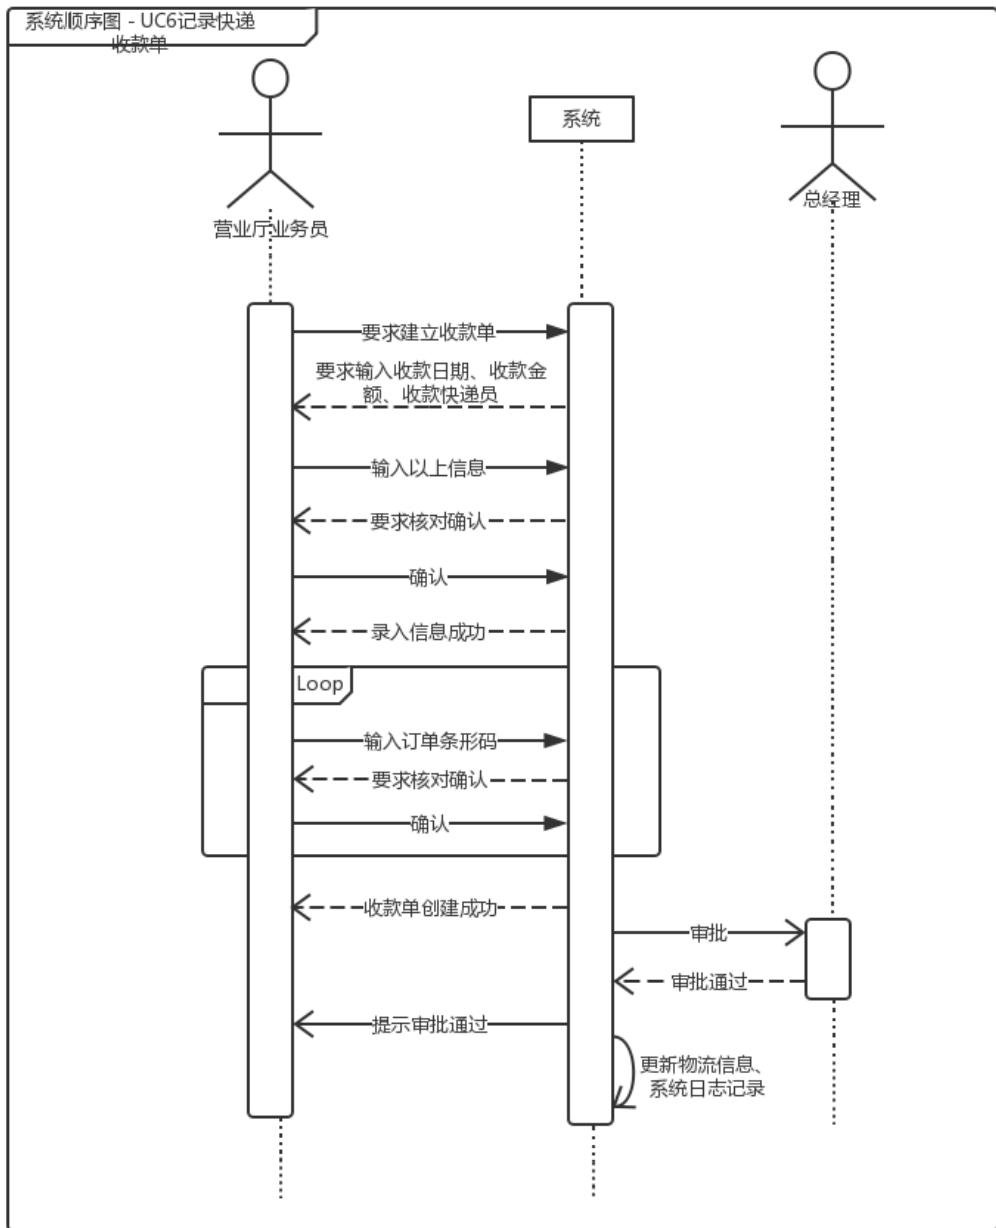 系统顺序图 - UC6记录快递
收款单
系统
总经理
营业厅业务员
要求建立收款单
要求输入收款日期、收款金
额、收款快递员
输入以上信息
要求核对确认
确认
录入信息成功
Loop
输入订单条形码
要求核对确认
确认
收款单创建成功
审批
审批通过
提示审批通过
更新物流信息、
系统日志记录